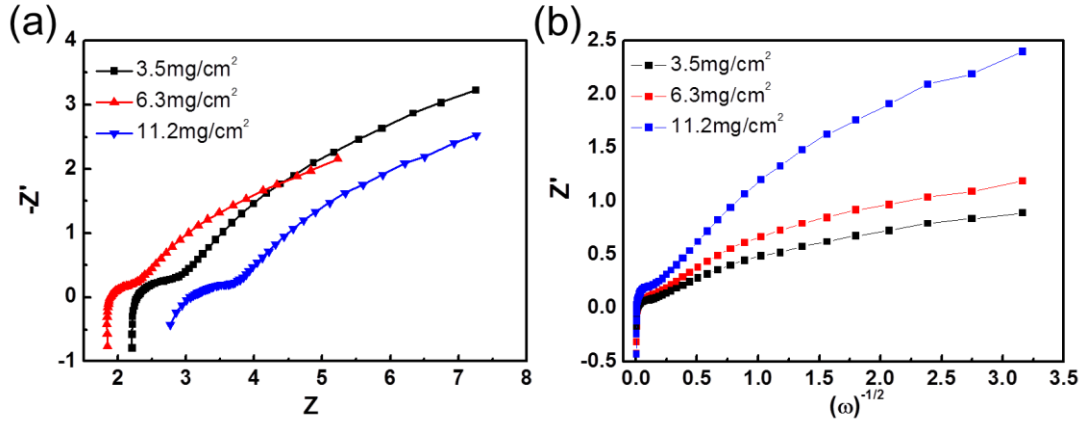 (a)
4
3
2
1
0
-1
-Z'
3.5mg/cm²
6.3mg/cm²
11.2mg/cm²
2 3 4 5 6 7 8
Z
(b)
2.5
2.0
1.5
1.0
0.5
0.0
-0.5
Z'
3.5mg/cm²
6.3mg/cm²
11.2mg/cm²
0.0 0.5 1.0 1.5 2.0 2.5 3.0 3.5
(ω)^-1/2